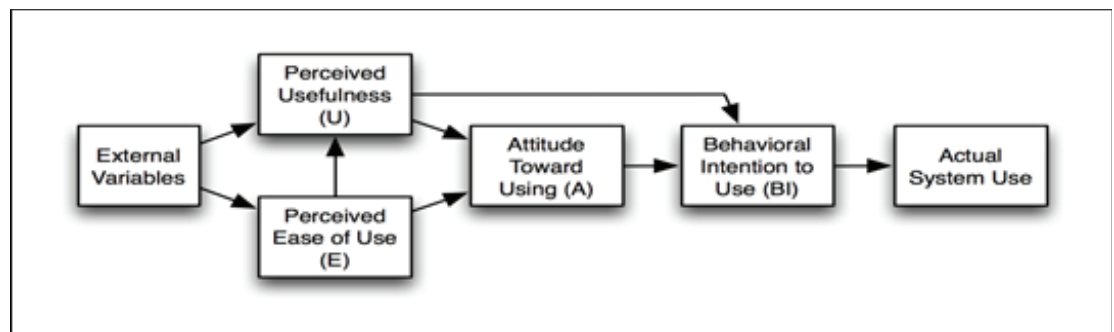 External
Variables
Perceived
Usefulness
(U)
Perceived
Ease of Use
(E)
Attitude
Toward
Using (A)
Behavioral
Intention to
Use (BI)
Actual
System Use